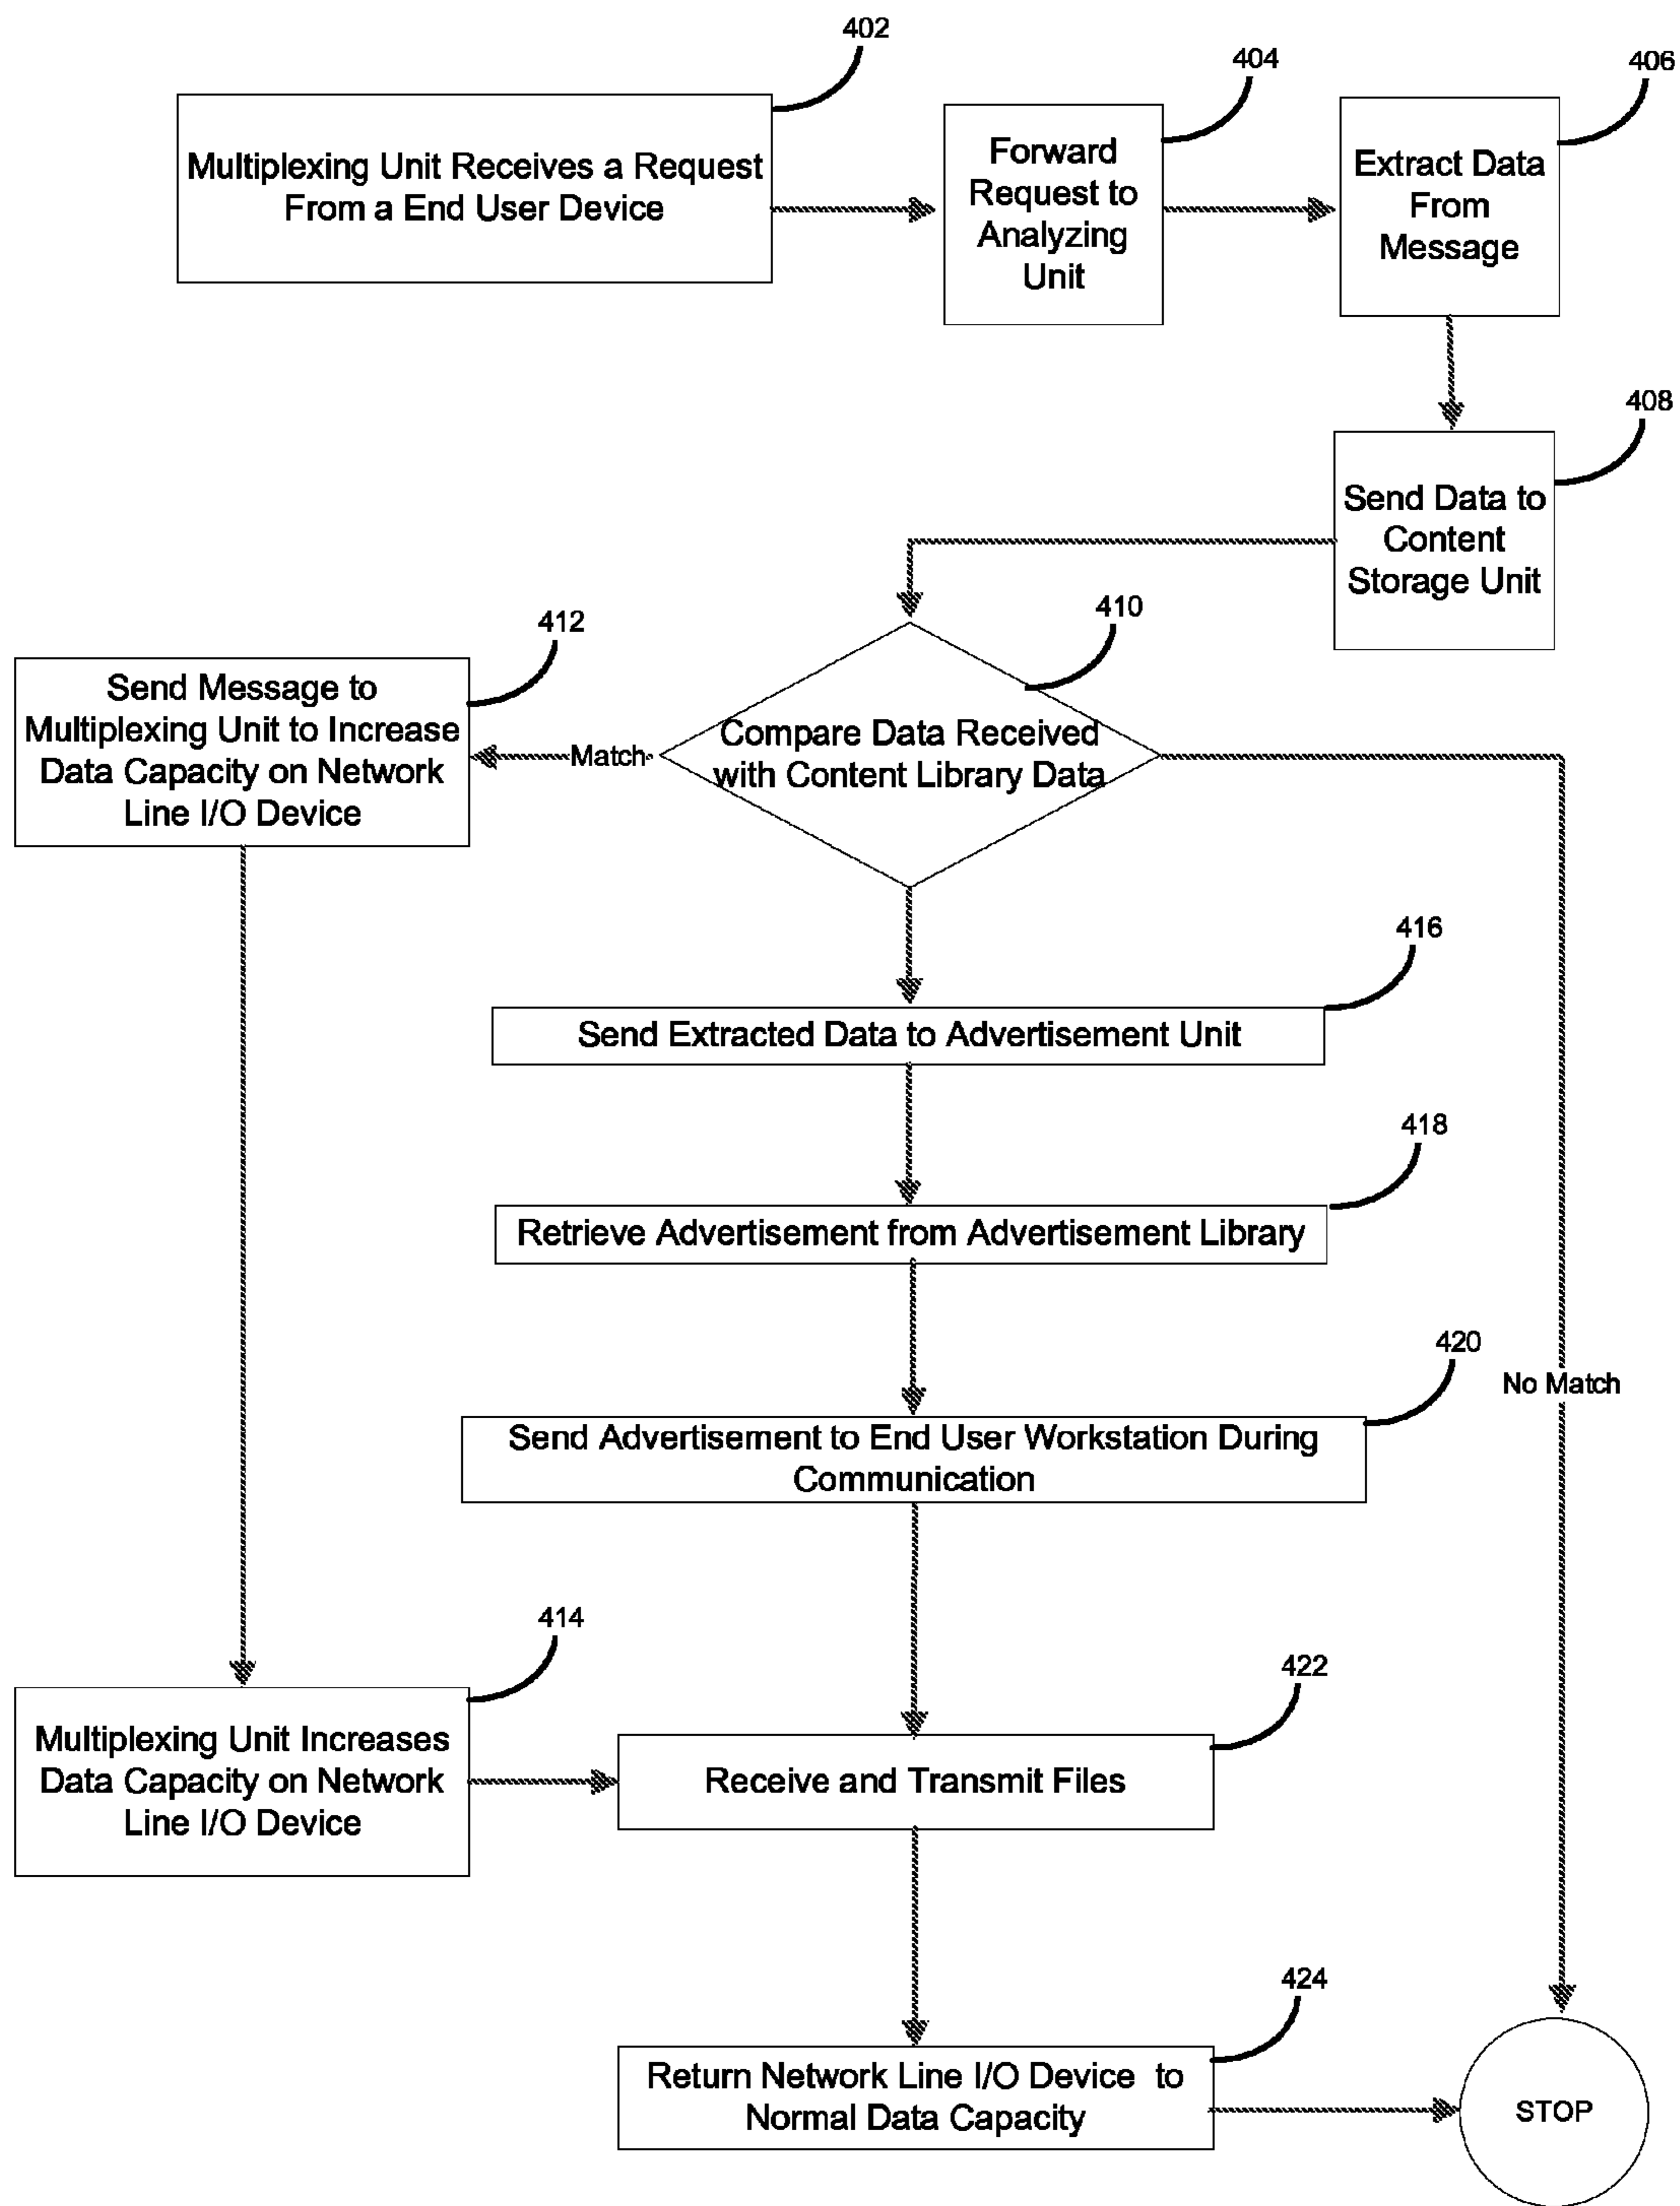 402
Multiplexing Unit Receives a Request
From a End User Device
404
Forward
Request to
Analyzing
Unit
406
Extract Data
From
Message
408
Send Data to
Content
Storage Unit
410
Compare Data Received
with Content Library Data
Match
No Match
412
Send Message to
Multiplexing Unit to Increase
Data Capacity on Network
Line I/O Device
416
Send Extracted Data to Advertisement Unit
418
Retrieve Advertisement from Advertisement Library
420
Send Advertisement to End User Workstation During
Communication
414
Multiplexing Unit Increases
Data Capacity on Network
Line I/O Device
422
Receive and Transmit Files
424
Return Network Line I/O Device to
Normal Data Capacity
STOP